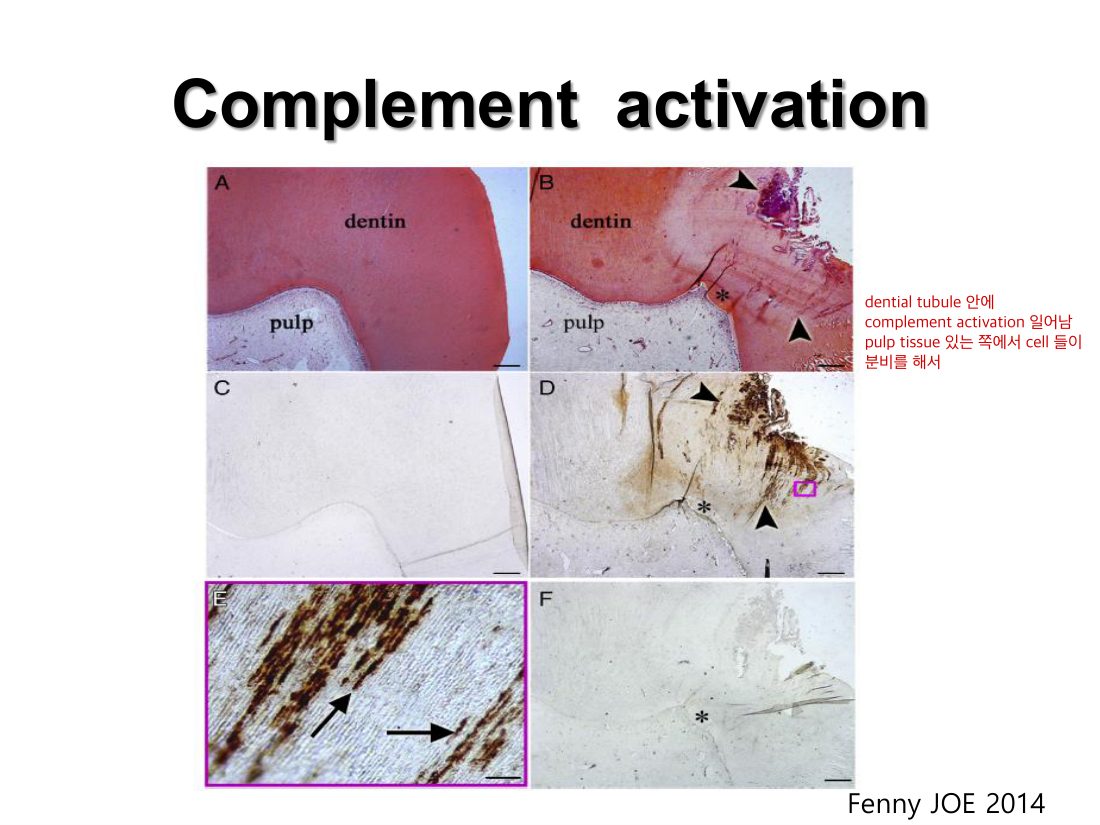 Complement activation
A
dentin
pulp
B
dentin
pulp
*
dential tubule 안에
complement activation 일어남
pulp tissue 있는 쪽에서 cell 들이
분비를 해서
C
D
*
E
F
*
Fenny JOE 2014